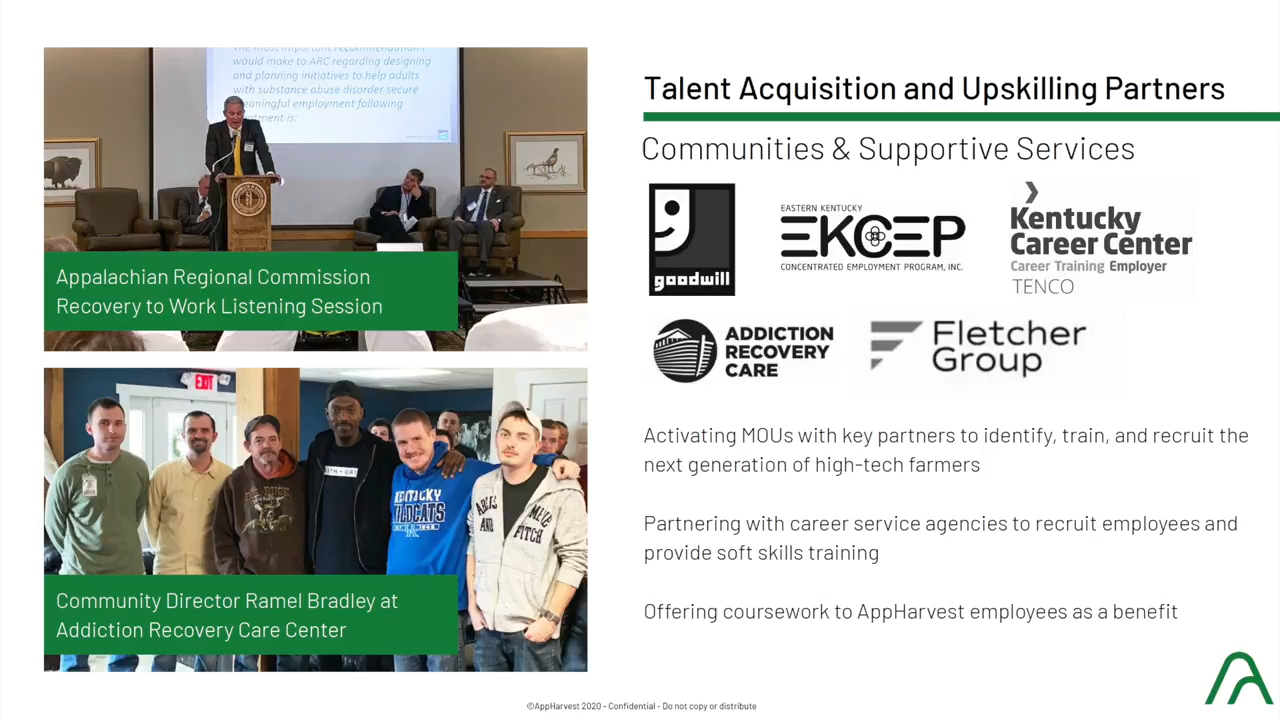 The most important recommendation I
would make to ARC regarding designing
and planning initiatives to help adults
with substance abuse disorder secure
meaningful employment following
is:
Appalachian Regional Commission
Recovery to Work Listening Session
EXIT
KENTUCKY
WILDCATS
AND
FITCH
Community Director Ramel Bradley at
Addiction Recovery Care Center
Talent Acquisition and Upskilling Partners
Communities & Supportive Services
goodwill
EASTERN KENTUCKY
EKCEP
CONCENTRATED EMPLOYMENT PROGRAM, INC.
Kentucky
Career Center
Career Training Employer
TENCO
ADDICTION
RECOVERY
CARE
Fletcher
Group
Activating MOUs with key partners to identify, train, and recruit the
next generation of high-tech farmers
Partnering with career service agencies to recruit employees and
provide soft skills training
Offering coursework to AppHarvest employees as a benefit
©AppHarvest 2020 - Confidential - Do not copy or distribute